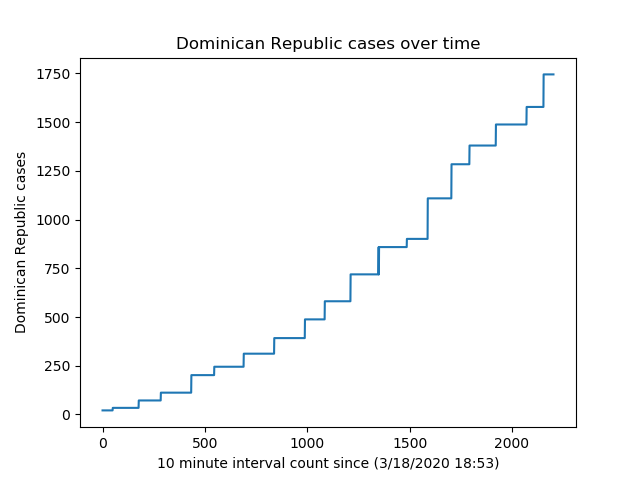 Dominican Republic cases over time
Dominican Republic cases
1750
1500
1250
1000
750
500
250
0
0 500 1000 1500 2000
10 minute interval count since (3/18/2020 18:53)